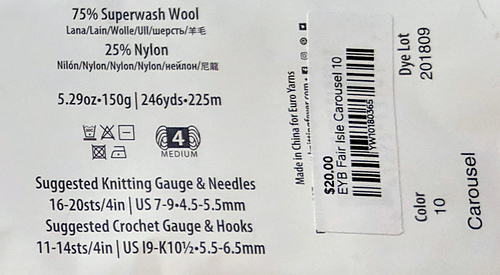 75% Superwash Wool
Lana/Lain/Wolle/Ull/шерсть/羊毛
25% Nylon
Nilón/Nylon/Nylon/Nylon/нейлон/尼龍
5.29oz•150g | 246yds•225m
4
MEDIUM
Suggested Knitting Gauge & Needles
16-20sts/4in | US 7-9•4.5-5.5mm
Suggested Crochet Gauge & Hooks
11-14sts/4in | US I9-K10½•5.5-6.5mm
Made in China for Euro Yarns
$20.00
EYB Fair Isle Carousel 10
YW10180365
Dye Lot
201809
Color
10
Carousel